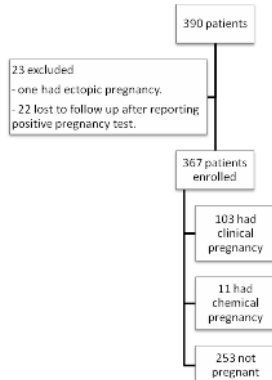 390 patients
23 excluded
- one had ectopic pregnancy.
- 22 lost to follow up after reporting
positive pregnancy test.
367 patients
enrolled
103 had
clinical
pregnancy
11 had
chemical
pregnancy
253 not
pregnant